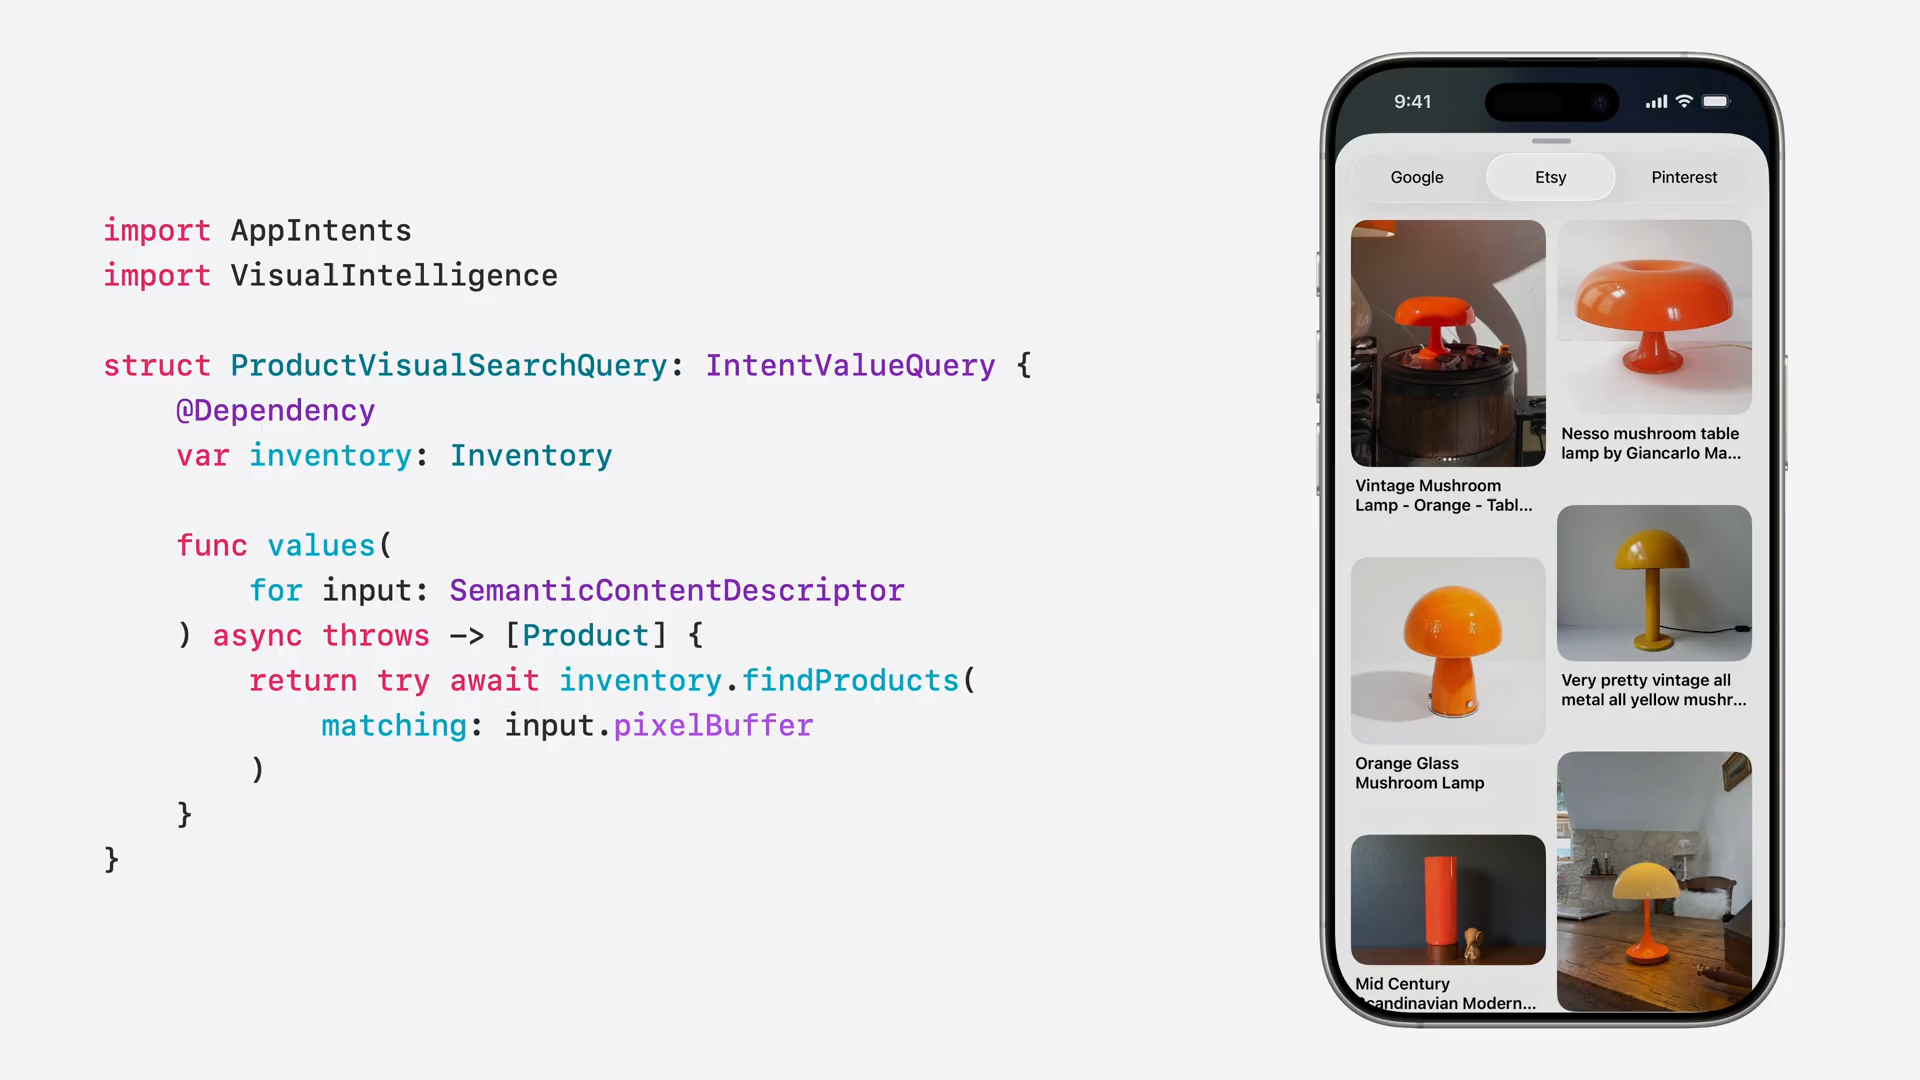 import AppIntents
import VisualIntelligence
struct ProductVisualSearchQuery: IntentValueQuery {
@Dependency
var inventory: Inventory
func values(
for input: SemanticContentDescriptor
) async throws -> [Product] {
return try await inventory.findProducts(
matching: input.pixelBuffer
)
}
}
9:41
Google Etsy Pinterest
Vintage Mushroom
Lamp - Orange - Tabl...
Nesso mushroom table
lamp by Giancarlo Ma...
Orange Glass
Mushroom Lamp
Very pretty vintage all
metal all yellow mushr...
Mid Century
Scandinavian Modern...